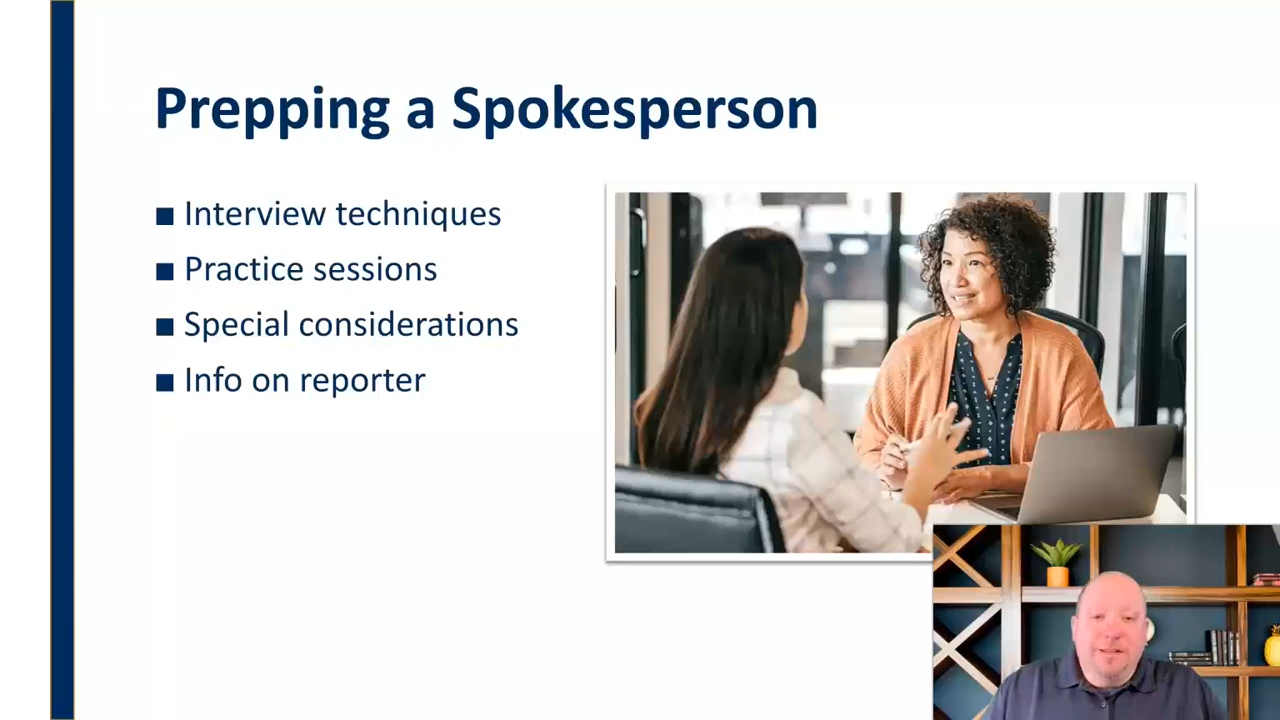 Prepping a Spokesperson
■ Interview techniques
■ Practice sessions
■ Special considerations
■ Info on reporter